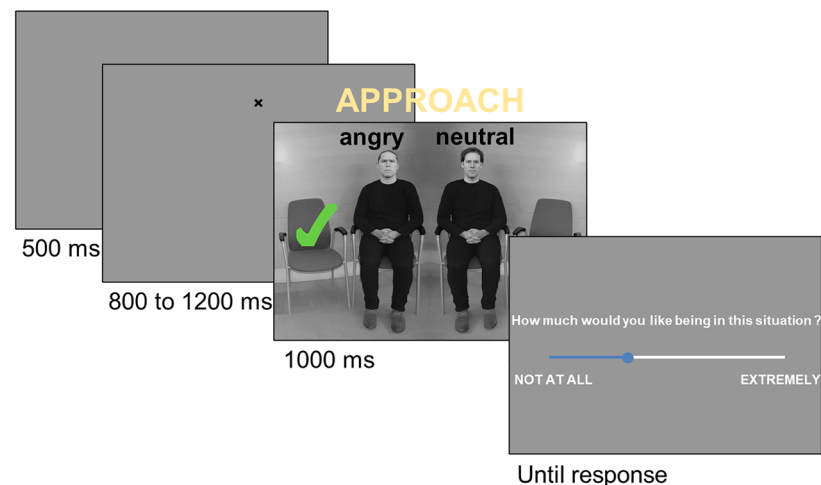 APPROACH
angry neutral
500 ms
800 to 1200 ms
1000 ms
How much would you like being in this situation ?
NOT AT ALL EXTREMELY
Until response